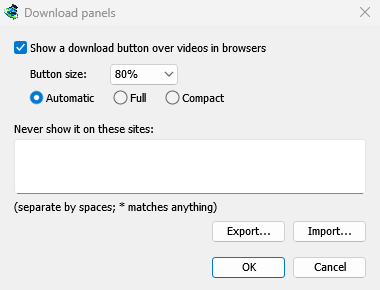 Download panels
Show a download button over videos in browsers
Button size: 80%
Automatic Full Compact
Never show it on these sites:
(separate by spaces; * matches anything)
Export... Import...
OK Cancel